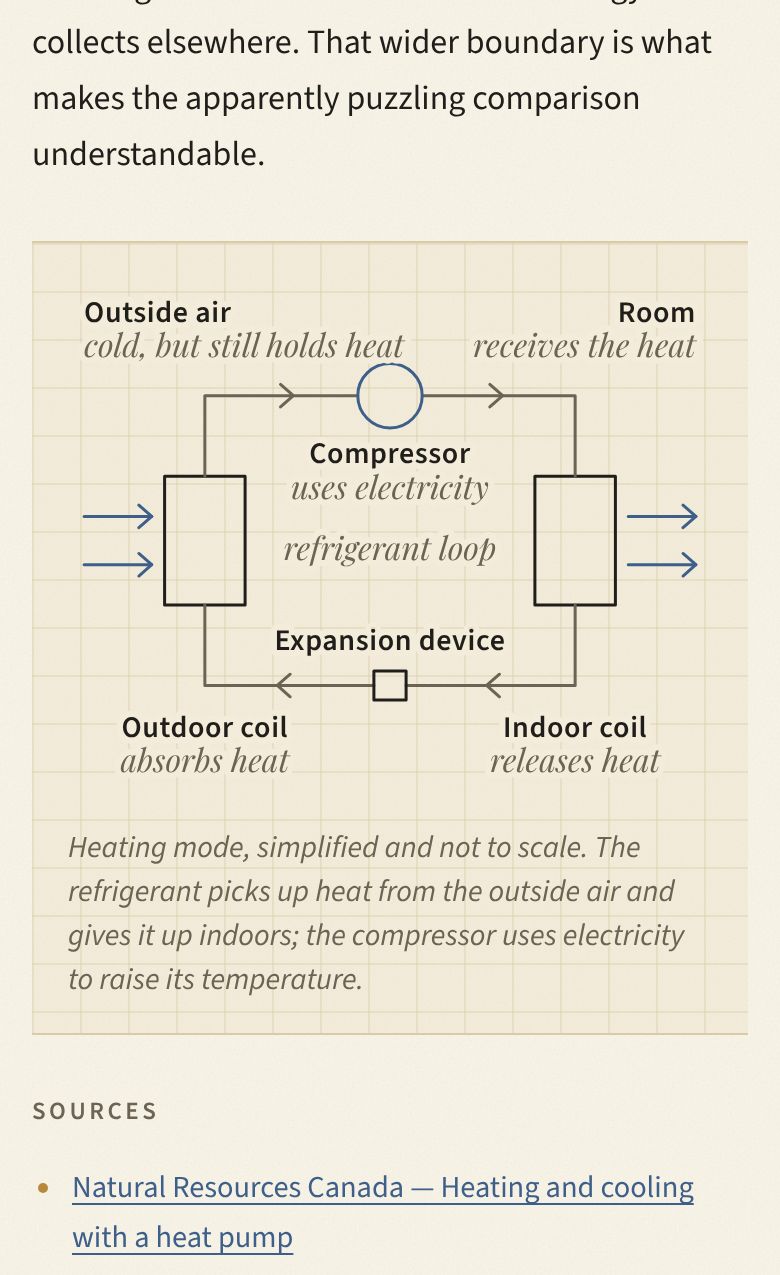 collects elsewhere. That wider boundary is what
makes the apparently puzzling comparison
understandable.
Outside air
cold, but still holds heat
Room
receives the heat
Compressor
uses electricity
refrigerant loop
Expansion device
Outdoor coil
absorbs heat
Indoor coil
releases heat
Heating mode, simplified and not to scale. The
refrigerant picks up heat from the outside air and
gives it up indoors; the compressor uses electricity
to raise its temperature.
SOURCES
Natural Resources Canada — Heating and cooling
with a heat pump